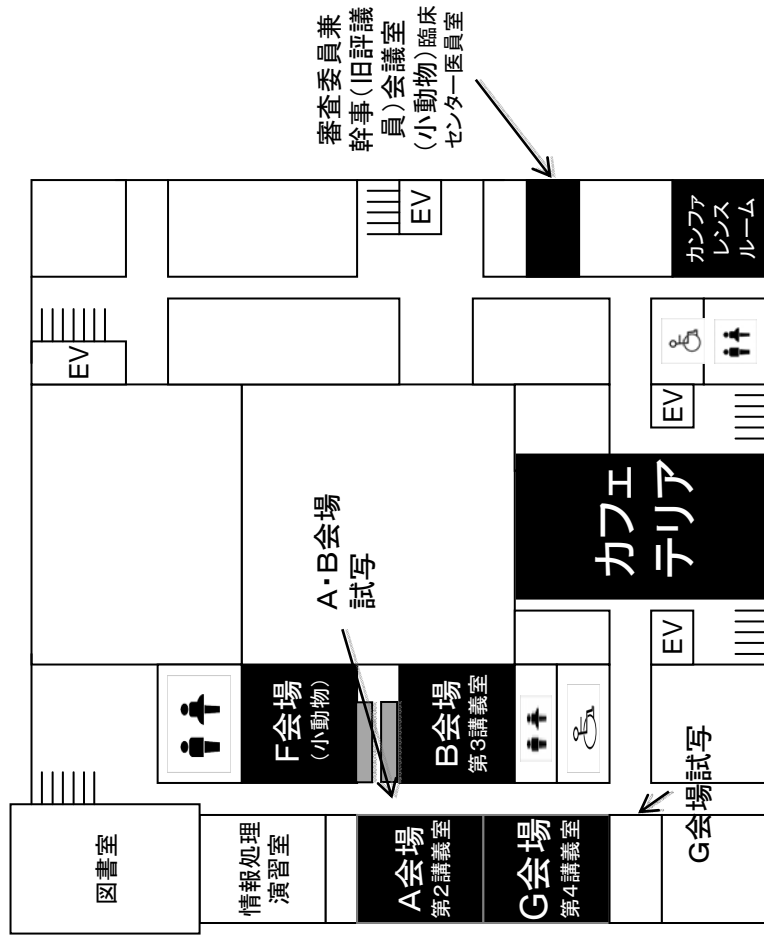 審査委員兼
幹事(旧評議
員)会議室
(小動物)臨床
センター医員室
EV
カンファ
レンス
ルーム
EV
EV
カフェ
テリア
A・B会場
試写
EV
F会場
(小動物)
B会場
第3講義室
G会場試写
図書室
情報処理
演習室
A会場
第2講義室
G会場
第4講義室